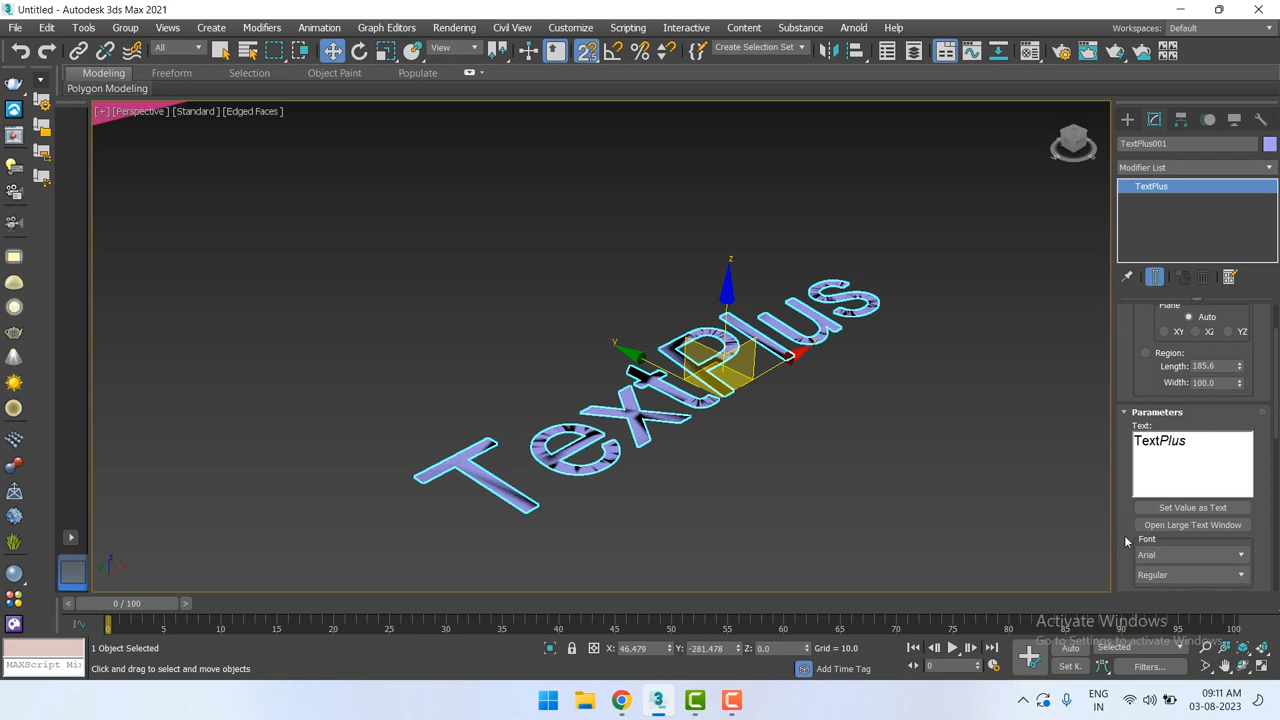 Untitled - Autodesk 3ds Max 2021
File Edit Tools Group Views Create Modifiers Animation Graph Editors Rendering Civil View Customize Scripting Interactive Content Substance Arnold Help Workspaces: Default
All View Create Selection Set
Modeling Freeform Selection Object Paint Populate
Polygon Modeling
[+] [Perspective ] [Standard ] [Edged Faces ]
TextPlus001
Modifier List
TextPlus
z
y
TextPlus
Plane
Auto
XY XZ YZ
Region:
Length: 185.6
Width: 100.0
Parameters
Text:
TextPlus
Set Value as Text
Open Large Text Window
Font
Arial
Regular
< 0 / 100 >
0 5 10 15 20 25 30 35 40 45 50 55 60 65 70 75 80 85 90 95 100
Activate Windows
Go to Settings to activate Windows.
1 Object Selected X: 46.479 Y: -281.478 Z: 0.0 Grid = 10.0 Auto Selected
MAXScript Mi Click and drag to select and move objects Add Time Tag 0 Set K. Filters...
ENG
IN
09:11 AM
03-08-2023